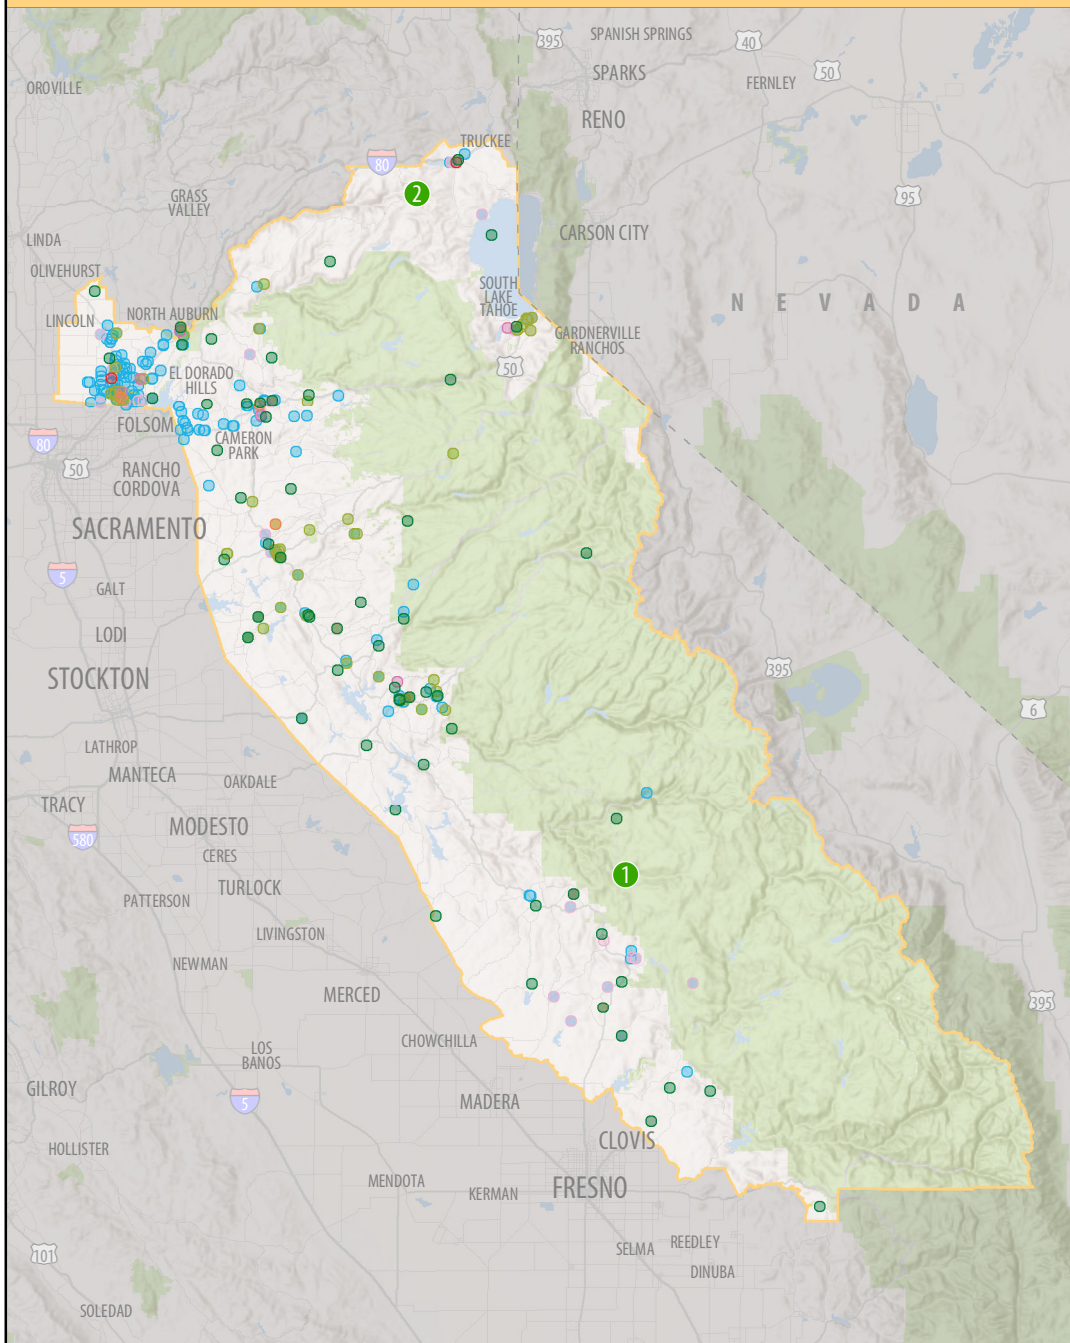 395
SPANISH SPRINGS
40
SPARKS
50
FERNLEY
OROVILLE
RENO
TRUCKEE
80
2
GRASS
VALLEY
95
CARSON CITY
LINDA
OLIVEHURST
SOUTH
LAKE
TAHOE
NEVADA
LINCOLN
NORTH AUBURN
GARDNERVILLE
RANCHOS
50
EL DORADO
HILLS
FOLSOM
CAMERON
PARK
80
50
RANCHO
CORDOVA
SACRAMENTO
5
GALT
LODI
STOCKTON
395
6
LATHROP
MANTECA
OAKDALE
TRACY
580
MODESTO
CERES
TURLOCK
1
PATTERSON
LIVINGSTON
NEWMAN
MERCED
395
CHOWCHILLA
LOS
BANOS
GILROY
5
MADERA
HOLLISTER
CLOVIS
MENDOTA
KERMAN
FRESNO
101
SELMA
REEDLEY
DINUBA
SOLEDAD